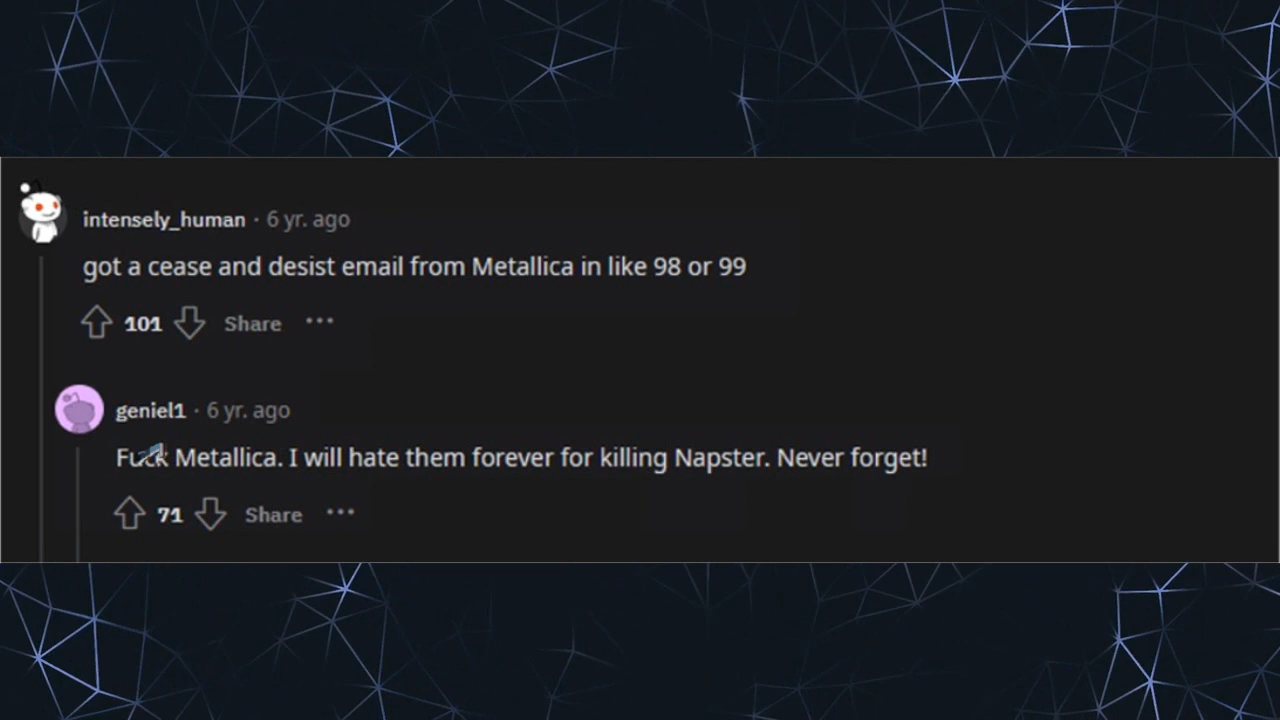 intensely_human · 6 yr. ago
got a cease and desist email from Metallica in like 98 or 99
101 Share ···
geniel1 · 6 yr. ago
Fuck Metallica. I will hate them forever for killing Napster. Never forget!
71 Share ···